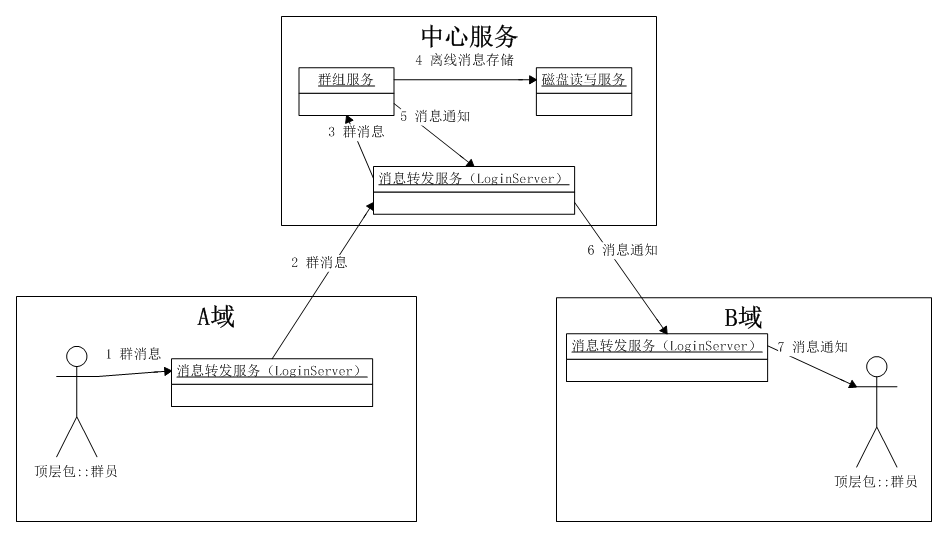 中心服务
4 离线消息存储
群组服务
磁盘读写服务
5 消息通知
3 群消息
消息转发服务（LoginServer）
2 群消息
6 消息通知
A域
B域
1 群消息
消息转发服务（LoginServer）
消息转发服务（LoginServer）
7 消息通知
顶层包::群员
顶层包::群员